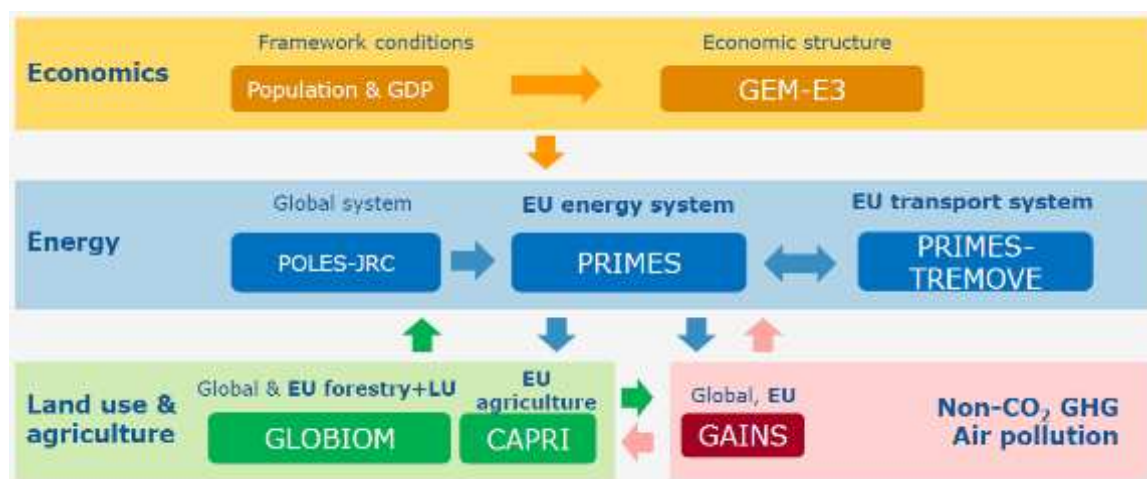 Economics
Framework conditions
Population & GDP
Economic structure
GEM-E3
Energy
Global system
POLES-JRC
EU energy system
PRIMES
EU transport system
PRIMES-
TREMOVE
Land use &
agriculture
Global & EU forestry+LU
GLOBIOM
EU
agriculture
CAPRI
Global, EU
GAINS
Non-CO₂ GHG
Air pollution